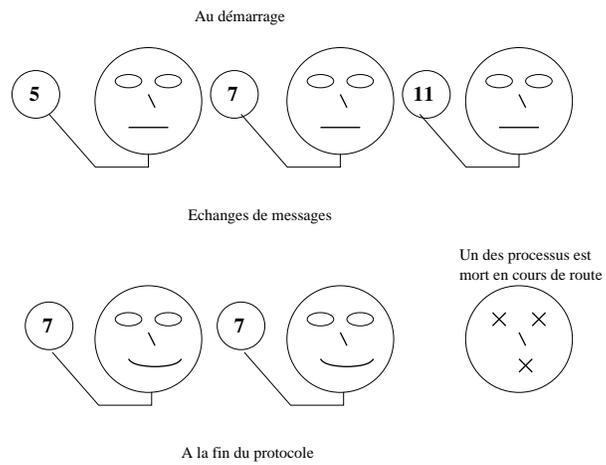 Au démarrage
5 7 11
Echanges de messages
Un des processus est
mort en cours de route
7 7
A la fin du protocole